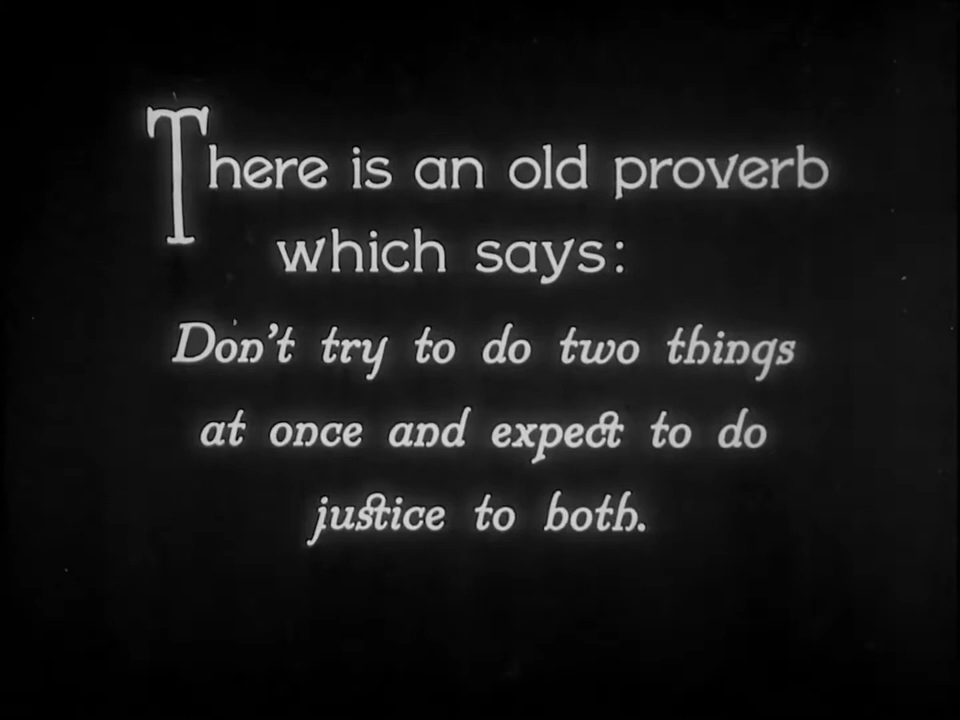 There is an old proverb
which says:
Don't try to do two things
at once and expect to do
justice to both.